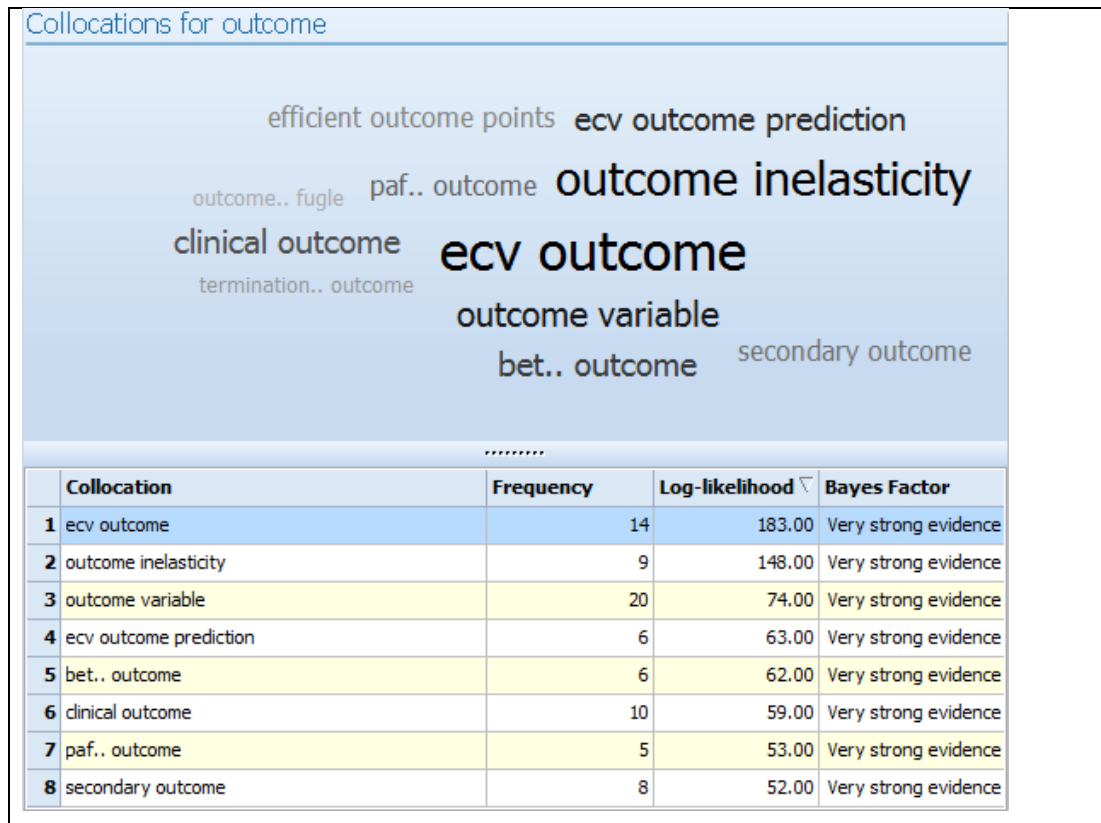 Collocations for outcome
efficient outcome points ecv outcome prediction
outcome.. fugle paf.. outcome outcome inelasticity
clinical outcome ecv outcome
termination.. outcome
outcome variable
bet.. outcome secondary outcome
Collocation Frequency Log-likelihood Bayes Factor
1 ecv outcome 14 183.00 Very strong evidence
2 outcome inelasticity 9 148.00 Very strong evidence
3 outcome variable 20 74.00 Very strong evidence
4 ecv outcome prediction 6 63.00 Very strong evidence
5 bet.. outcome 6 62.00 Very strong evidence
6 clinical outcome 10 59.00 Very strong evidence
7 paf.. outcome 5 53.00 Very strong evidence
8 secondary outcome 8 52.00 Very strong evidence